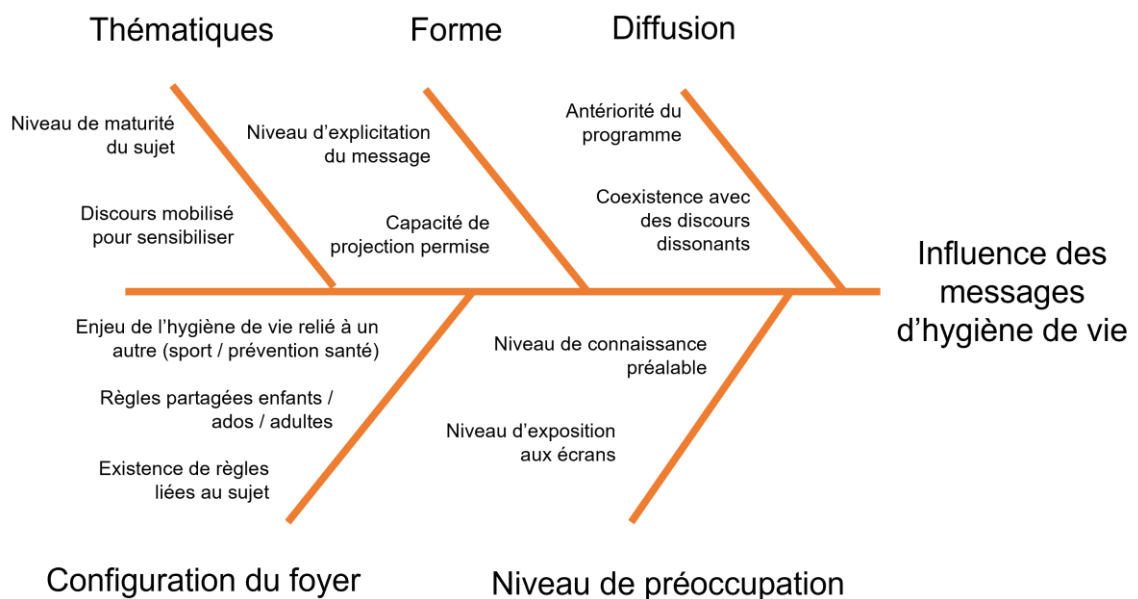 Thématiques
Forme
Diffusion
Niveau de maturité
du sujet
Discours mobilisé
pour sensibiliser
Niveau d’explicitation
du message
Capacité de
projection permise
Antériorité du
programme
Coexistence avec
des discours
dissonants
Influence des
messages
d’hygiène de vie
Enjeu de l’hygiène de vie relié à un
autre (sport / prévention santé)
Règles partagées enfants /
ados / adultes
Existence de règles
liées au sujet
Niveau de connaissance
préalable
Niveau d’exposition
aux écrans
Configuration du foyer
Niveau de préoccupation